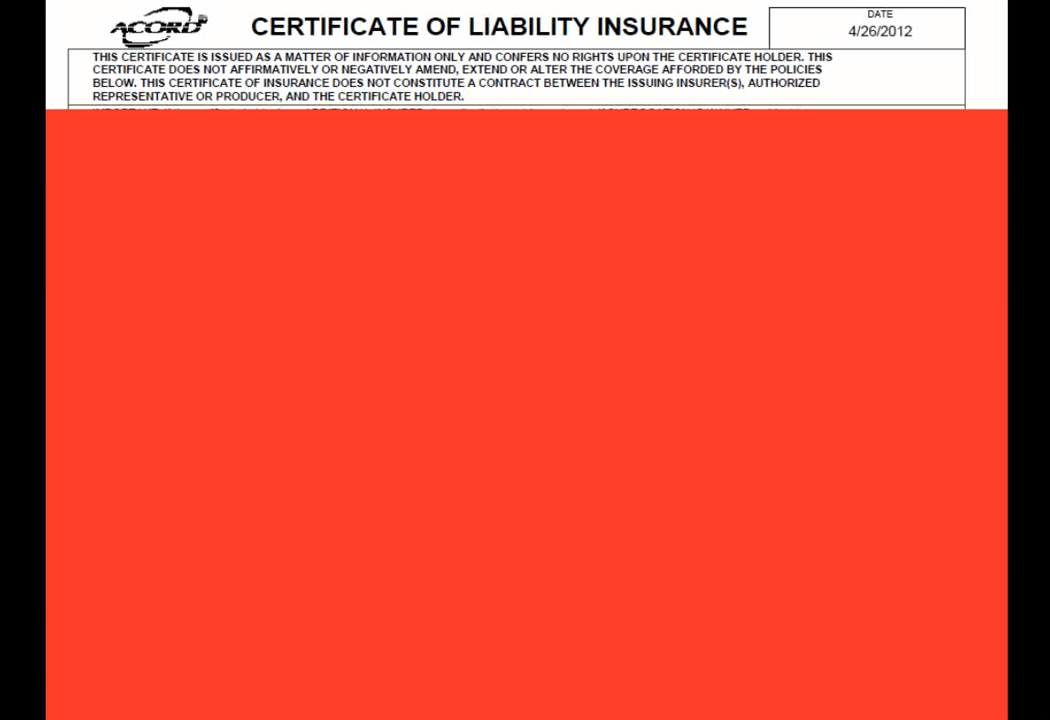 ACORD
CERTIFICATE OF LIABILITY INSURANCE
DATE
4/26/2012
THIS CERTIFICATE IS ISSUED AS A MATTER OF INFORMATION ONLY AND CONFERS NO RIGHTS UPON THE CERTIFICATE HOLDER. THIS
CERTIFICATE DOES NOT AFFIRMATIVELY OR NEGATIVELY AMEND, EXTEND OR ALTER THE COVERAGE AFFORDED BY THE POLICIES
BELOW. THIS CERTIFICATE OF INSURANCE DOES NOT CONSTITUTE A CONTRACT BETWEEN THE ISSUING INSURER(S), AUTHORIZED
REPRESENTATIVE OR PRODUCER, AND THE CERTIFICATE HOLDER.